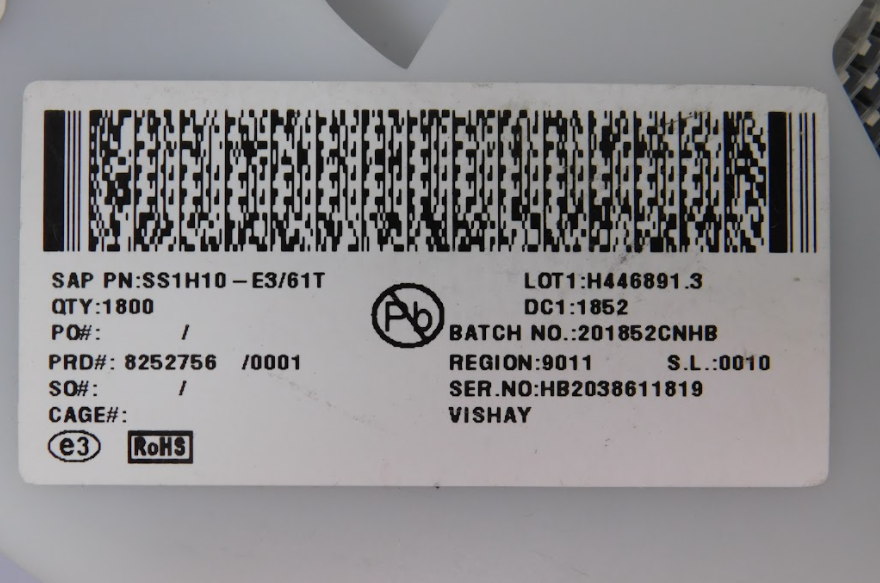 SAP PN:SS1H10-E3/61T
LOT1:H446891.3
QTY:1800
DC1:1852
PO#: /
Pb
BATCH NO.:201852CNHB
PRD#: 8252756 /0001
REGION:9011 S.L.:0010
SO#: /
SER.NO:HB2038611819
CAGE#:
VISHAY
e3 RoHS